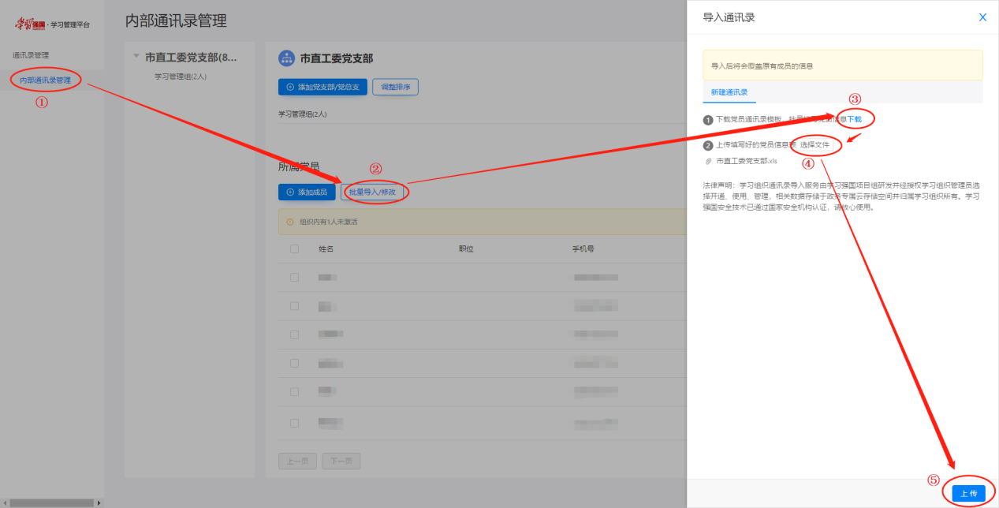 学习强国·学习管理平台
通讯录管理
内部通讯录管理
①
内部通讯录管理
市直工委党支部(8...
学习管理组(2人)
市直工委党支部
添加党支部/党总支
调整排序
学习管理组(2人)
所属党员
②
添加成员
批量导入/修改
组织内有1人未激活
姓名 职位 手机号
上一页 下一页
导入通讯录
X
导入后将会覆盖原有成员的信息
新建通讯录
③
1 下载党员通讯录模板，批量填写党员信息下载
2 上传填写好的党员信息表 选择文件
④
市直工委党支部.xls
法律声明：学习组织通讯录导入服务由学习强国项目组研发并经授权学习组织管理员选
择开通、使用、管理，相关数据存储于政务专属云存储空间并归属学习组织所有。学习
强国安全技术已通过国家安全机构认证，请放心使用。
⑤
上 传